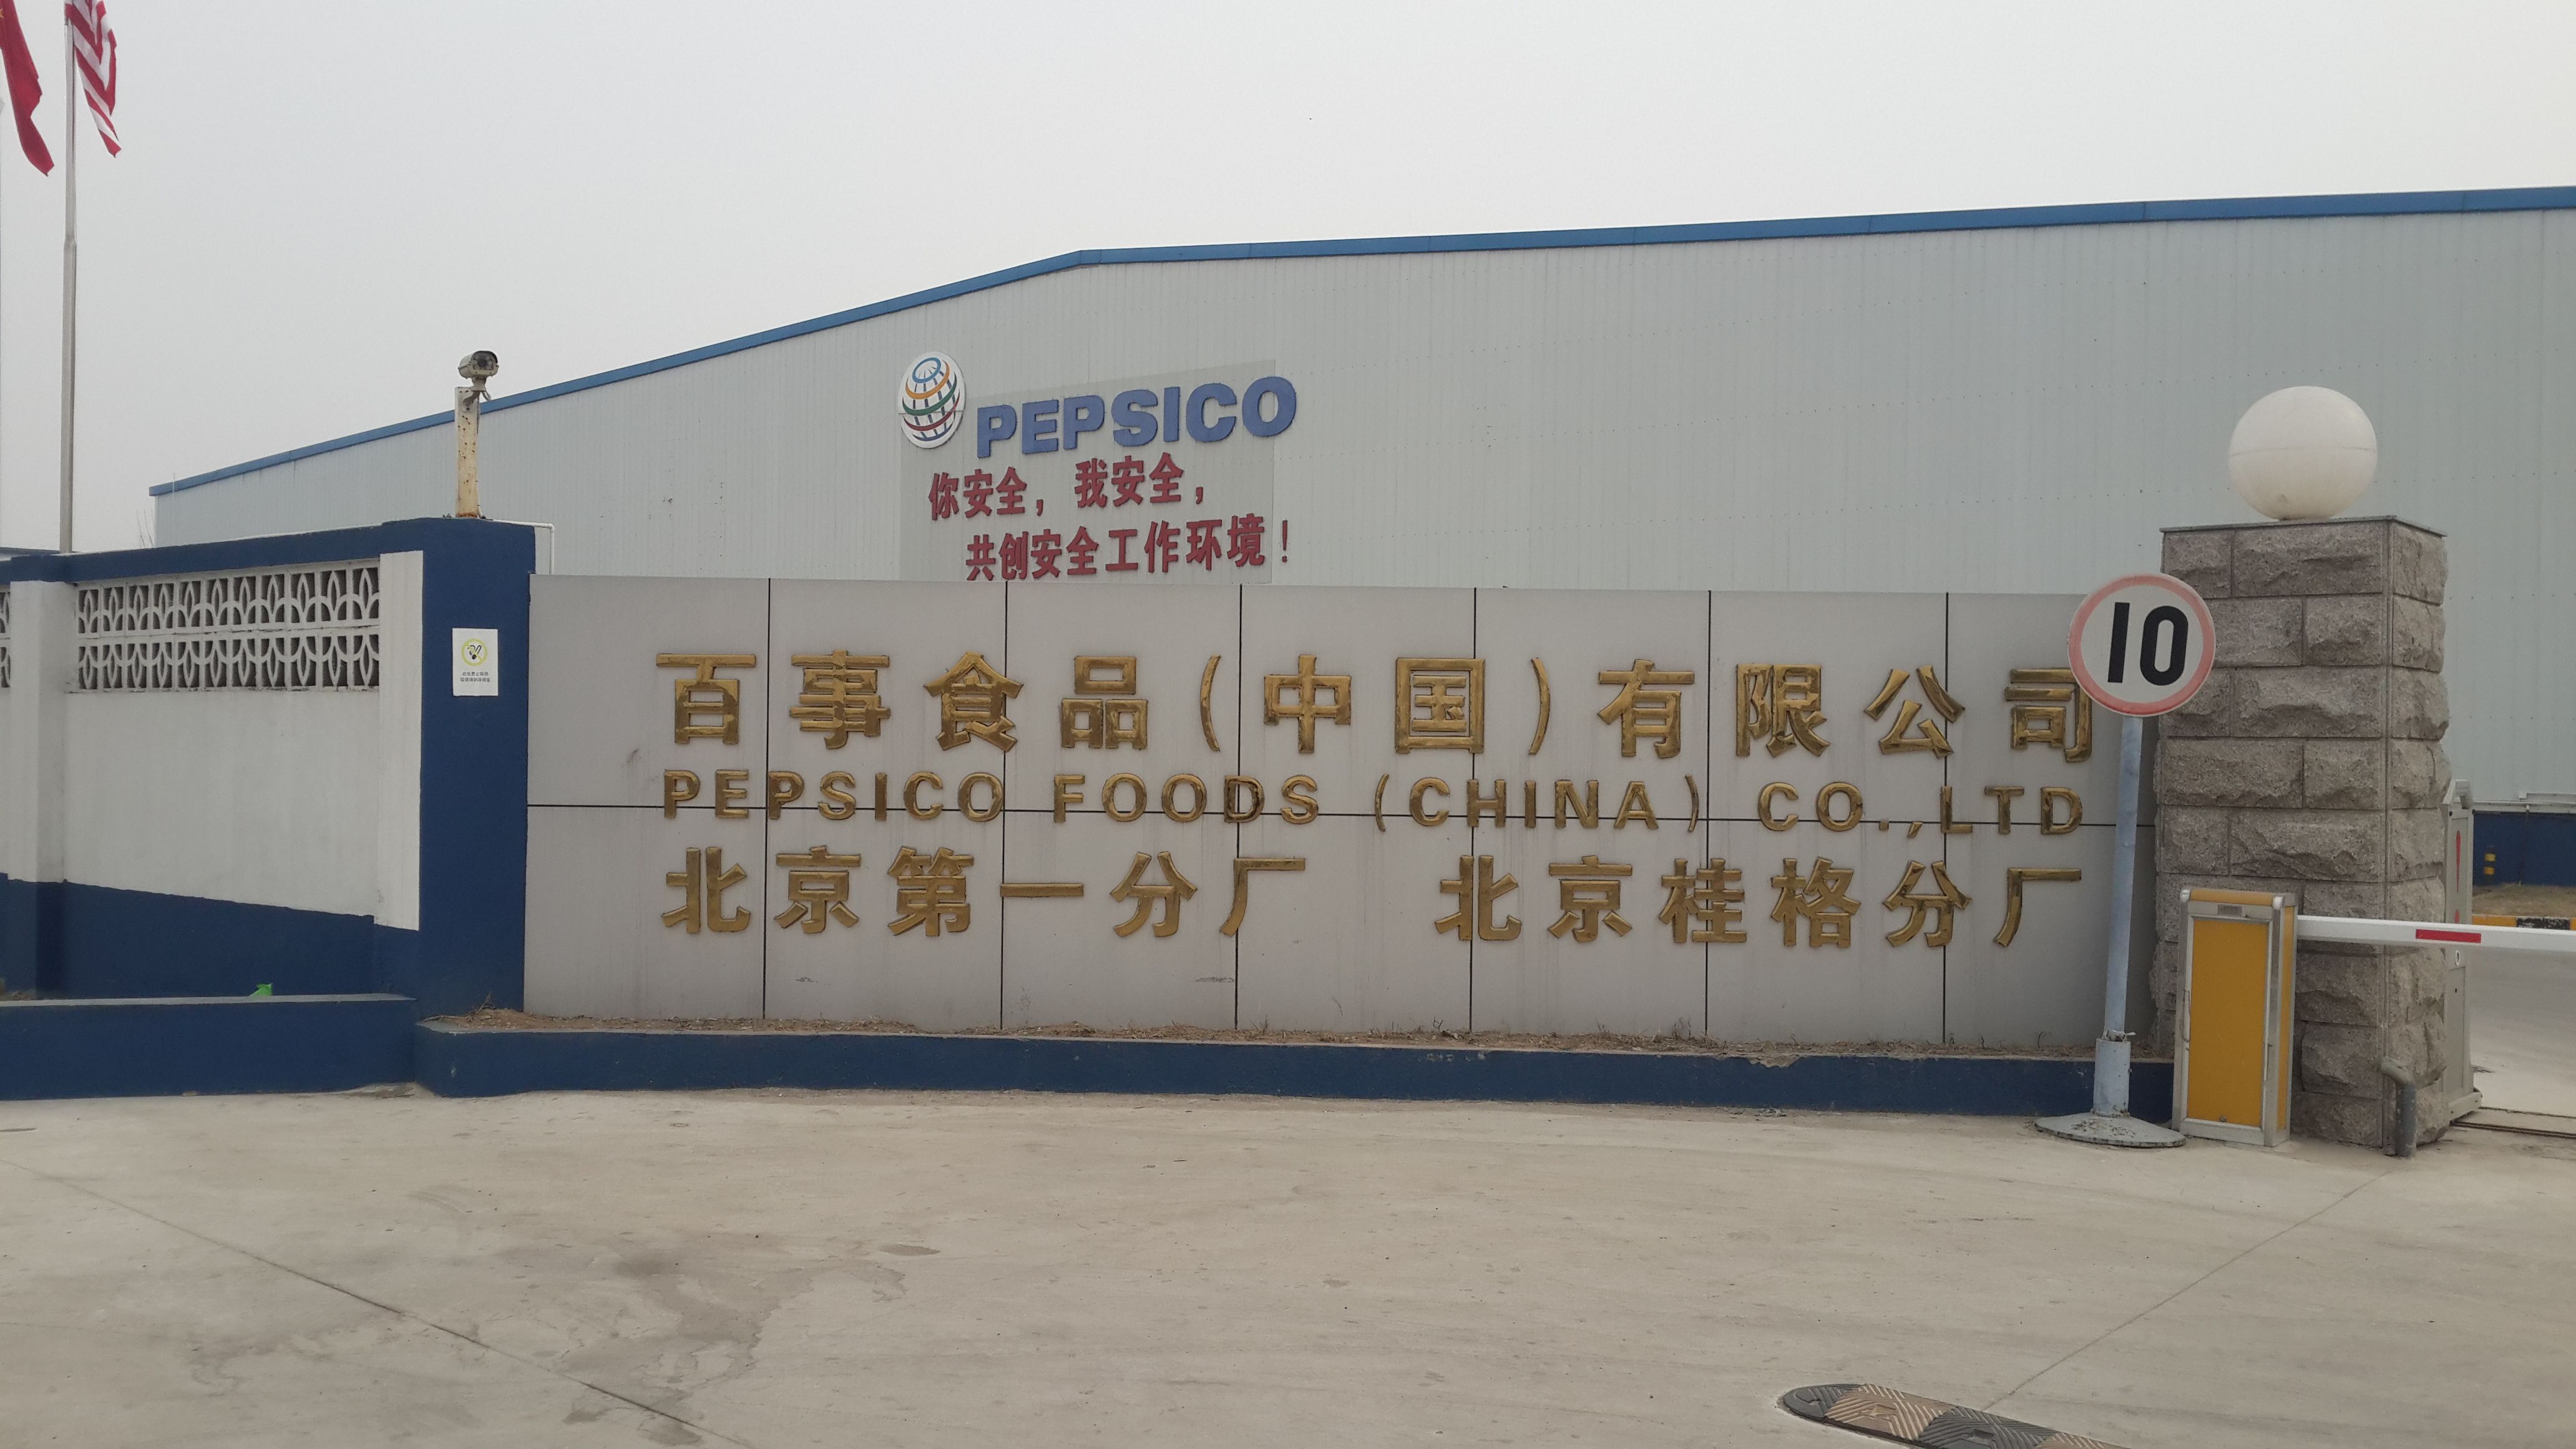 PEPSICO
你安全，我安全，
共创安全工作环境！
百事食品（中国）有限公司
PEPSICO FOODS (CHINA) CO.,LTD
北京第一分厂 北京桂格分厂
10